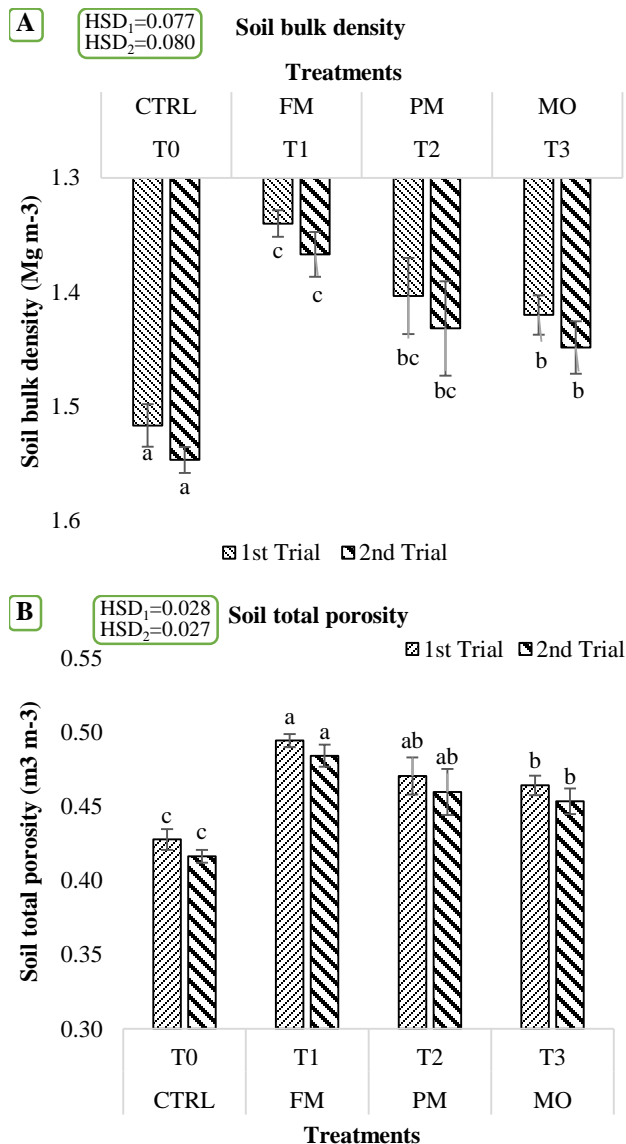 A
HSD1=0.077
HSD2=0.080
Soil bulk density
Treatments
CTRL FM PM MO
T0 T1 T2 T3
1.3
1.4
1.5
1.6
Soil bulk density (Mg m-3)
a a c c bc bc b b
1st Trial 2nd Trial
B
HSD1=0.028
HSD2=0.027
Soil total porosity
1st Trial 2nd Trial
0.55
0.50
0.45
0.40
0.35
0.30
Soil total porosity (m3 m-3)
c c a a ab ab b b
T0 T1 T2 T3
CTRL FM PM MO
Treatments